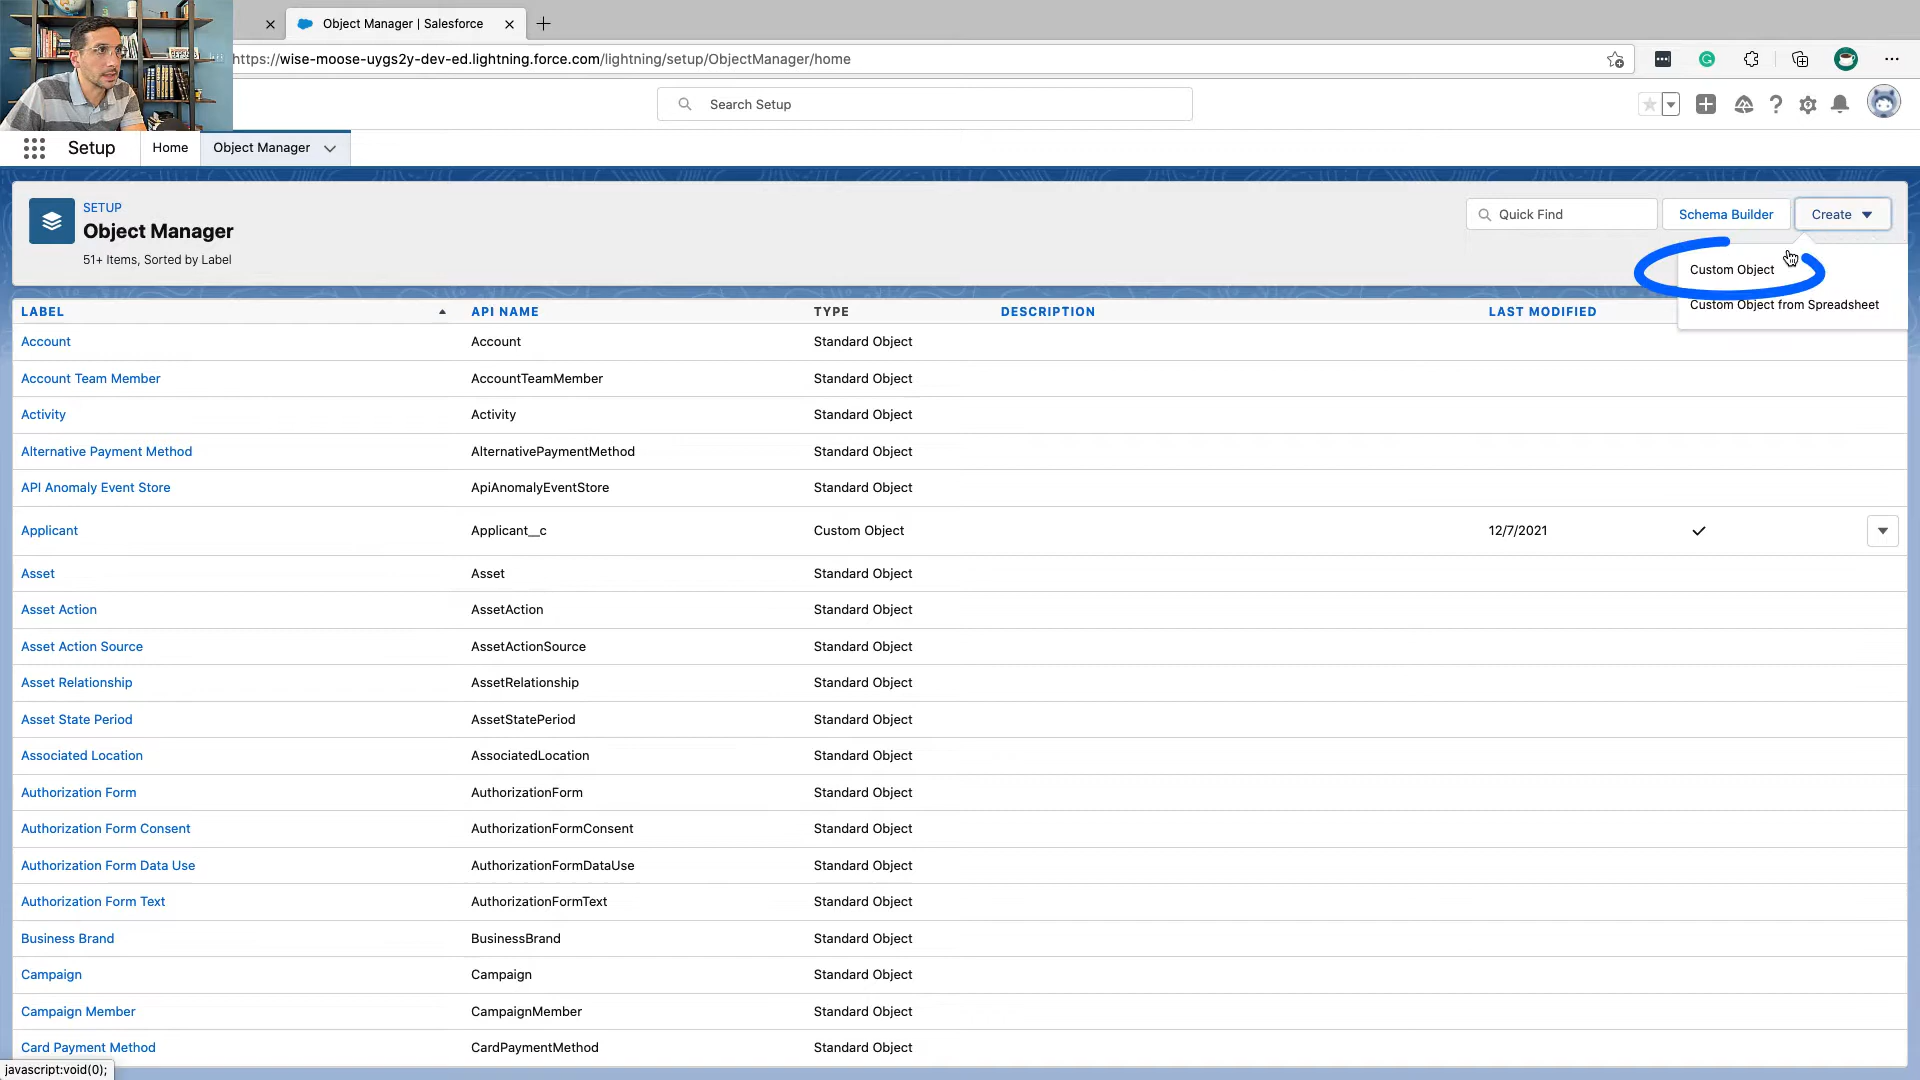 Object Manager | Salesforce
https://wise-moose-uygs2y-dev-ed.lightning.force.com/lightning/setup/ObjectManager/home
Search Setup
Setup Home Object Manager
SETUP
Object Manager
51+ Items, Sorted by Label
Quick Find Schema Builder Create
Custom Object
Custom Object from Spreadsheet
LABEL API NAME TYPE DESCRIPTION LAST MODIFIED
Account Account Standard Object
Account Team Member AccountTeamMember Standard Object
Activity Activity Standard Object
Alternative Payment Method AlternativePaymentMethod Standard Object
API Anomaly Event Store ApiAnomalyEventStore Standard Object
Applicant Applicant__c Custom Object 12/7/2021
Asset Asset Standard Object
Asset Action AssetAction Standard Object
Asset Action Source AssetActionSource Standard Object
Asset Relationship AssetRelationship Standard Object
Asset State Period AssetStatePeriod Standard Object
Associated Location AssociatedLocation Standard Object
Authorization Form AuthorizationForm Standard Object
Authorization Form Consent AuthorizationFormConsent Standard Object
Authorization Form Data Use AuthorizationFormDataUse Standard Object
Authorization Form Text AuthorizationFormText Standard Object
Business Brand BusinessBrand Standard Object
Campaign Campaign Standard Object
Campaign Member CampaignMember Standard Object
Card Payment Method CardPaymentMethod Standard Object
javascript:void(0);